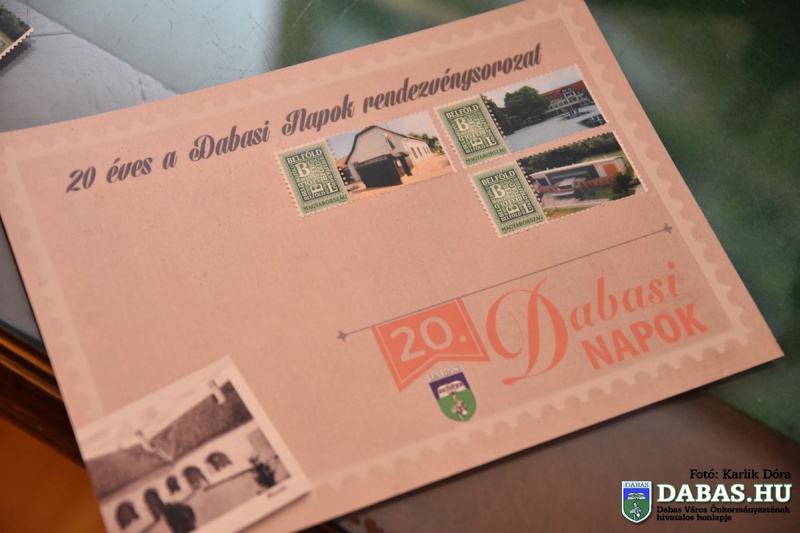 20 éves a Dabasi Napok rendezvénysorozat
BELFÖLD
MAGYARORSZÁG
BELFÖLD
MAGYARORSZÁG
BELFÖLD
MAGYARORSZÁG
20.
Dabasi
NAPOK
DABAS
Fotó: Karlik Dóra
DABAS
DABAS.HU
Dabas Város Önkormányzatának
hivatalos honlapja